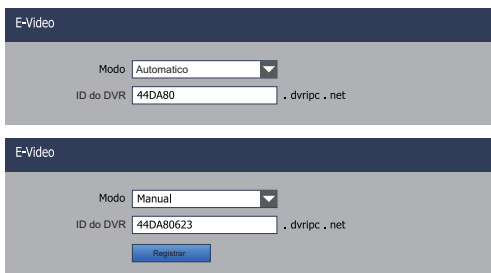 E-Video
Modo Automatico
ID do DVR 44DA80 . dvripc . net
E-Video
Modo Manual
ID do DVR 44DA80623 . dvripc . net
Registrar